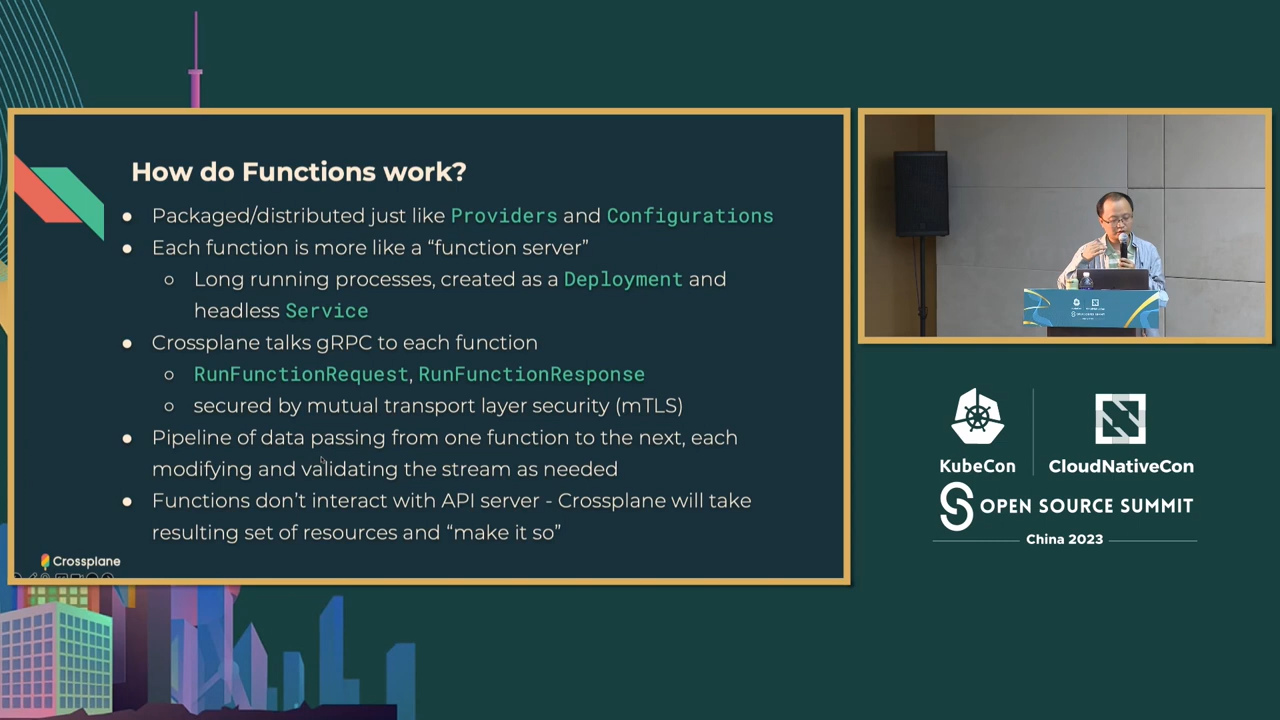 How do Functions work?
● Packaged/distributed just like Providers and Configurations
● Each function is more like a “function server”
○ Long running processes, created as a Deployment and
headless Service
● Crossplane talks gRPC to each function
○ RunFunctionRequest, RunFunctionResponse
○ secured by mutual transport layer security (mTLS)
● Pipeline of data passing from one function to the next, each
modifying and validating the stream as needed
● Functions don’t interact with API server - Crossplane will take
resulting set of resources and “make it so”
Crossplane
KubeCon
CloudNativeCon
OPEN SOURCE SUMMIT
China 2023